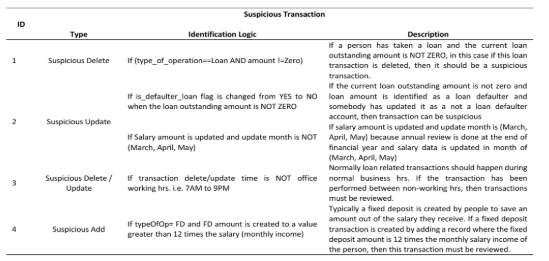 Suspicious Transaction
ID
Type
Identification Logic
Description
1
Suspicious Delete
If (type_of_operation==Loan AND amount !=Zero)
If a person has taken a loan and the current loan
outstanding amount is NOT ZERO, in this case if this loan
transaction is deleted, then it should be a suspicious
transaction.
2
Suspicious Update
If is_defaulter_loan flag is changed from YES to NO
when the loan outstanding amount is NOT ZERO
If the current loan outstanding amount is not zero and
loan amount is identified as a loan defaulter and
somebody has updated it as a not a loan defaulter
account, then transaction can be suspicious
If Salary amount is updated and update month is NOT
(March, April, May)
If salary amount is updated and update month is (March,
April, May) because annual review is done at the end of
financial year and salary data is updated in month of
(March, April, May)
3
Suspicious Delete /
Update
If transaction delete/update time is NOT office
working hrs. i.e. 7AM to 9PM
Normally loan related transactions should happen during
normal business hrs. If the transaction has been
performed between non-working hrs, then transactions
must be reviewed.
4
Suspicious Add
If typeOfOp= FD and FD amount is created to a value
greater than 12 times the salary (monthly income)
Typically a fixed deposit is created by people to save an
amount out of the salary they receive. If a fixed deposit
transaction is created by adding a record where the fixed
deposit amount is 12 times the monthly salary income of
the person, then this transaction must be reviewed.